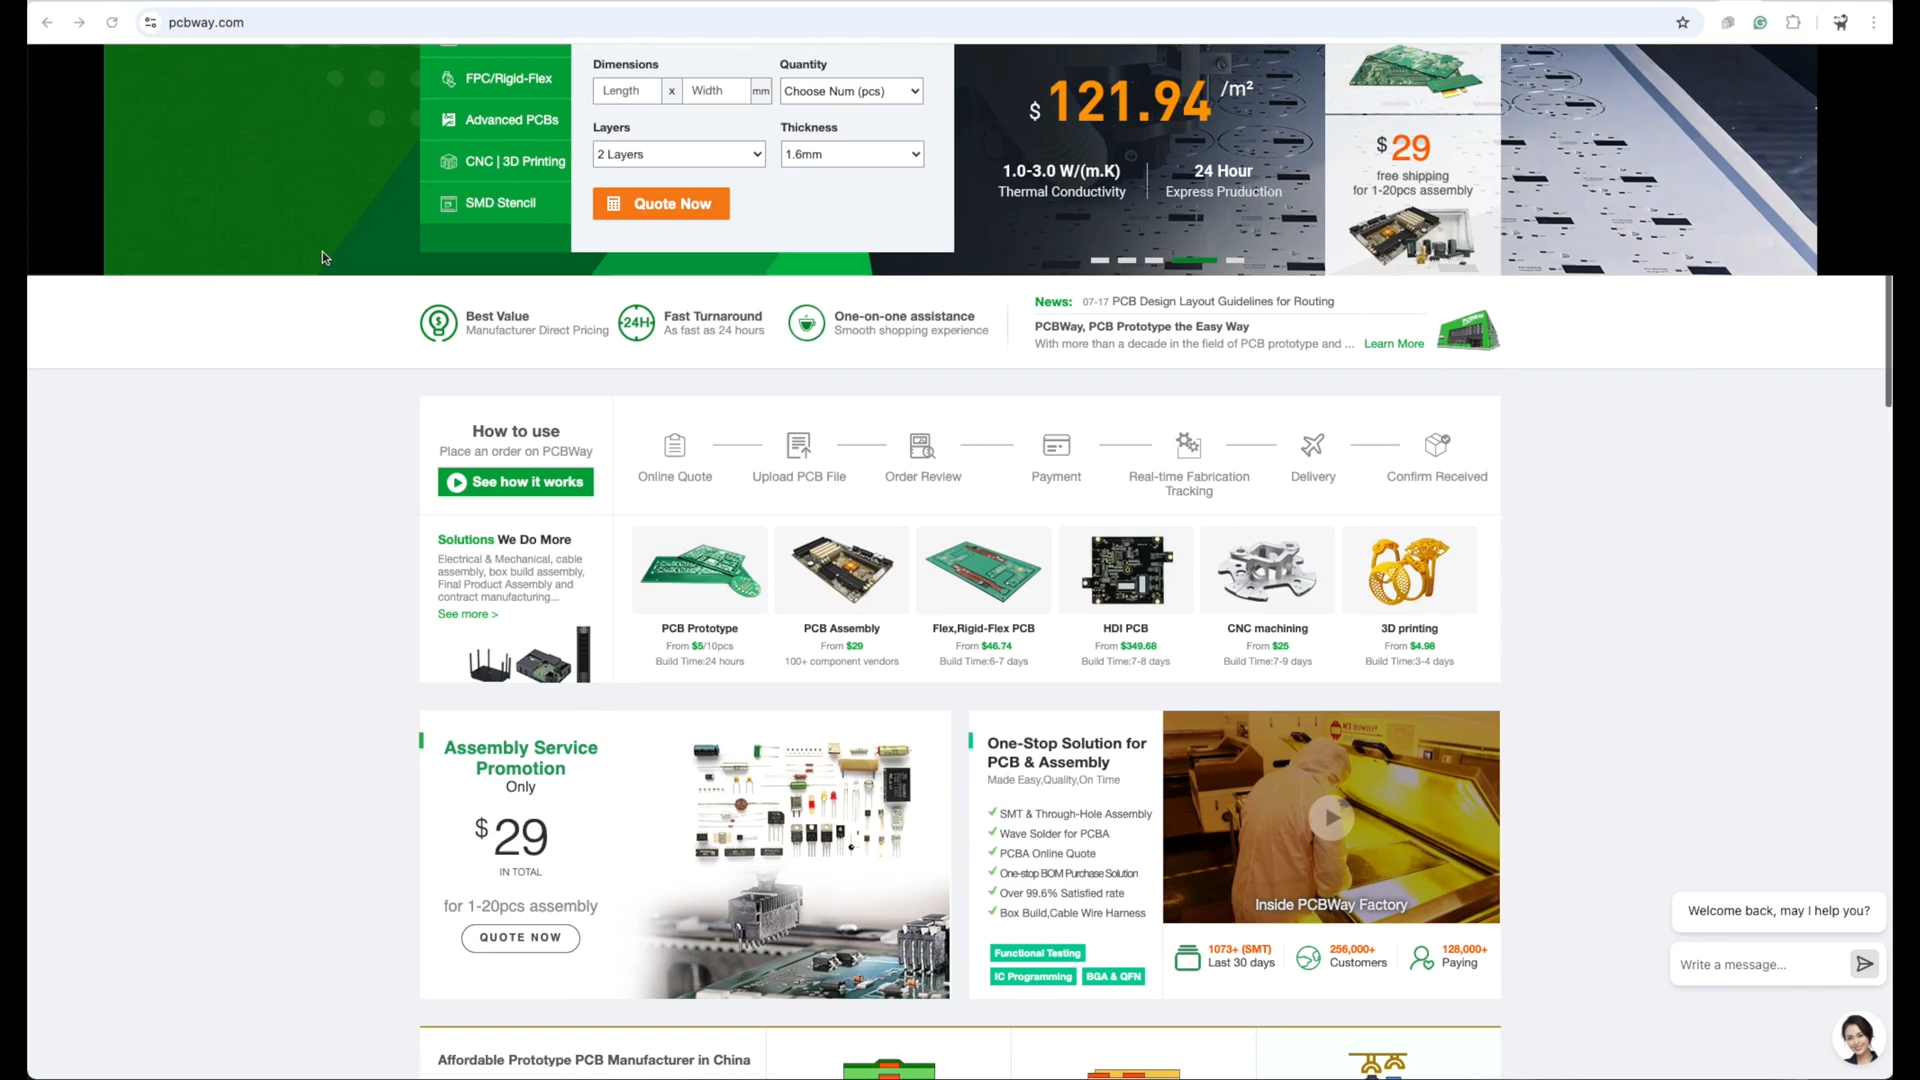 pcbway.com
FPC/Rigid-Flex
Advanced PCBs
CNC | 3D Printing
SMD Stencil
Dimensions
Quantity
Length x Width mm
Choose Num (pcs)
Layers
Thickness
2 Layers
1.6mm
Quote Now
$ 121.94 /m²
1.0-3.0 W/(m.K)
Thermal Conductivity
24 Hour
Express Production
$ 29
free shipping
for 1-20pcs assembly
Best Value
Manufacturer Direct Pricing
24H
Fast Turnaround
As fast as 24 hours
One-on-one assistance
Smooth shopping experience
News: 07-17 PCB Design Layout Guidelines for Routing
PCBWay, PCB Prototype the Easy Way
With more than a decade in the field of PCB prototype and ... Learn More
How to use
Place an order on PCBWay
See how it works
Online Quote
Upload PCB File
Order Review
Payment
Real-time Fabrication
Tracking
Delivery
Confirm Received
Solutions We Do More
Electrical & Mechanical, cable
assembly, box build assembly,
Final Product Assembly and
contract manufacturing...
See more >
PCB Prototype
From $5/10pcs
Build Time:24 hours
PCB Assembly
From $29
100+ component vendors
Flex,Rigid-Flex PCB
From $46.74
Build Time:6-7 days
HDI PCB
From $349.68
Build Time:7-8 days
CNC machining
From $25
Build Time:7-9 days
3D printing
From $4.98
Build Time:3-4 days
Assembly Service
Promotion
Only
$ 29
IN TOTAL
for 1-20pcs assembly
QUOTE NOW
One-Stop Solution for
PCB & Assembly
Made Easy,Quality,On Time
SMT & Through-Hole Assembly
Wave Solder for PCBA
PCBA Online Quote
One-stop BOM Purchase Solution
Over 99.6% Satisfied rate
Box Build,Cable Wire Harness
Functional Testing
IC Programming
BGA & QFN
Inside PCBWay Factory
1073+ (SMT)
Last 30 days
256,000+
Customers
128,000+
Paying
Welcome back, may I help you?
Write a message...
Affordable Prototype PCB Manufacturer in China